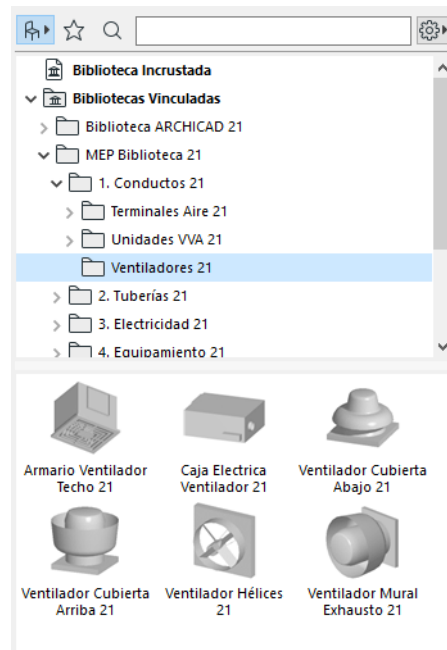 Biblioteca Incrustada
Bibliotecas Vinculadas
Biblioteca ARCHICAD 21
MEP Biblioteca 21
1. Conductos 21
Terminales Aire 21
Unidades VVA 21
Ventiladores 21
2. Tuberías 21
3. Electricidad 21
4. Equipamiento 21
Armario Ventilador
Techo 21
Caja Electrica
Ventilador 21
Ventilador Cubierta
Abajo 21
Ventilador Cubierta
Arriba 21
Ventilador Hélices
21
Ventilador Mural
Exhausto 21